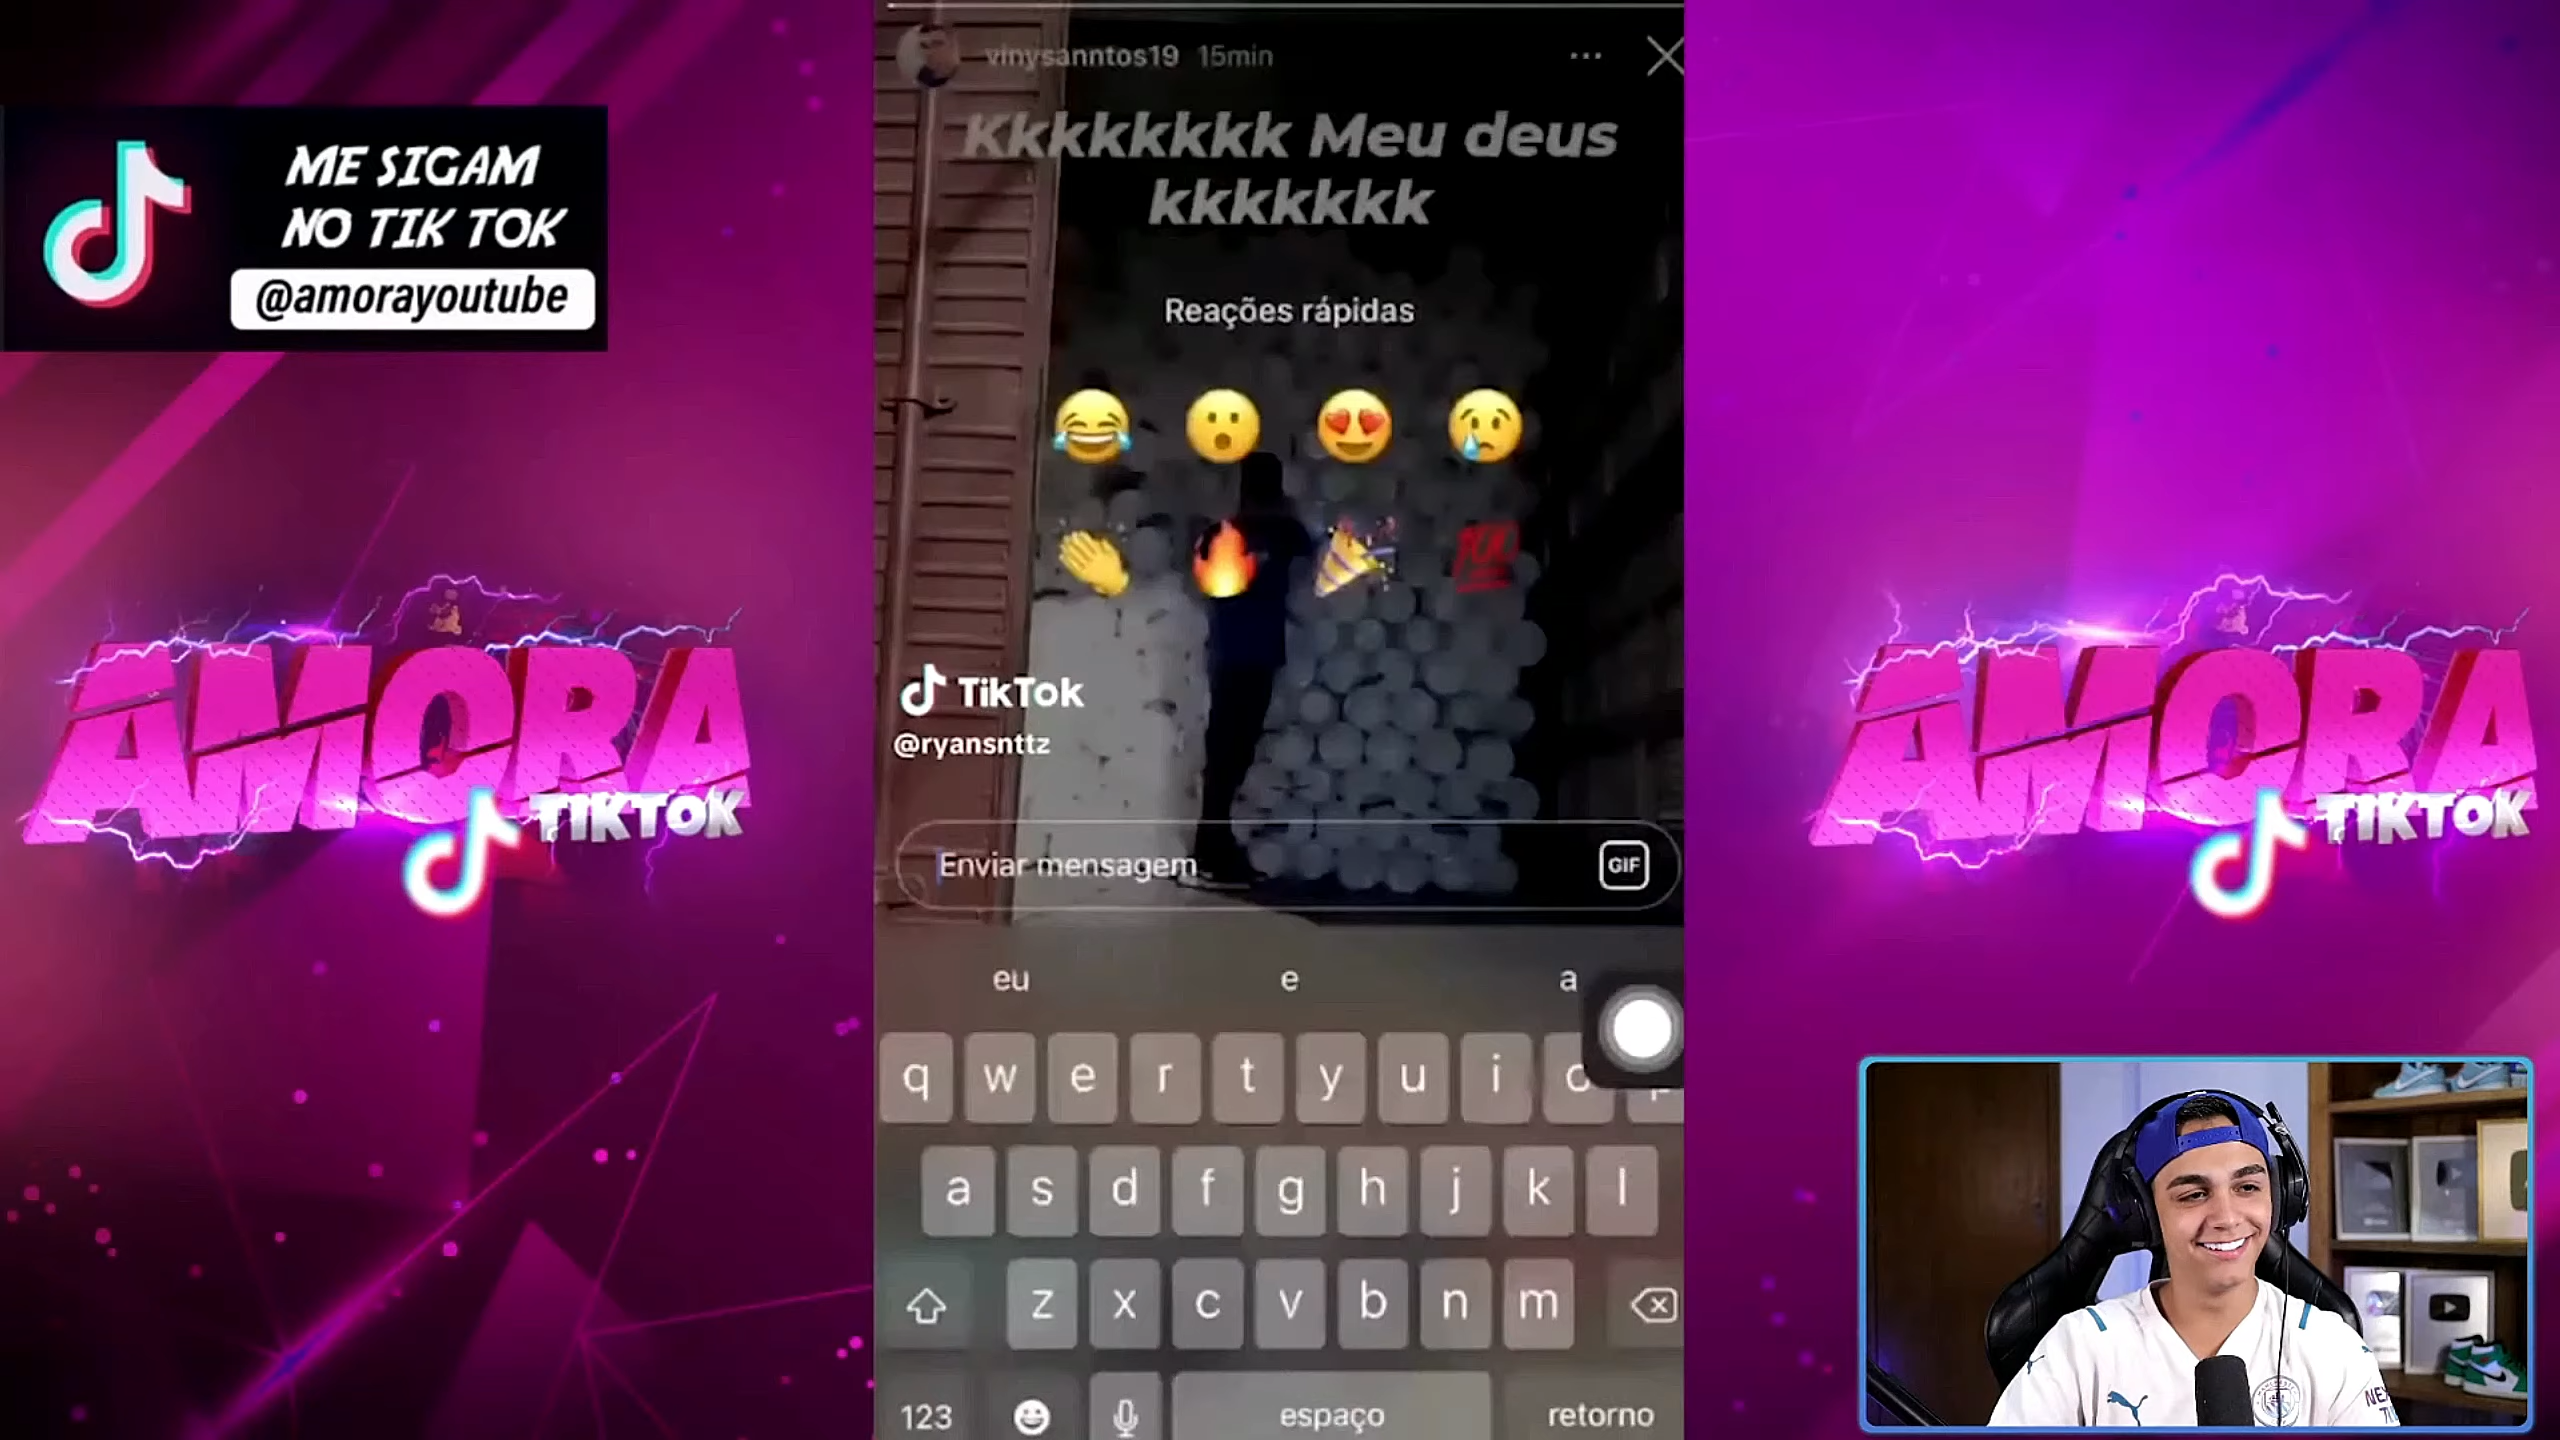 ME SIGAM
NO TIK TOK
@amorayoutube
AMORA
TIKTOK
vinysanntos19 15min
Kkkkkkkk Meu deus
kkkkkkk
Reações rápidas
TikTok
@ryansnttz
Enviar mensagem
GIF
eu e a
q w e r t y u i o p
a s d f g h j k l
z x c v b n m
123 espaço retorno
AMORA
TIKTOK